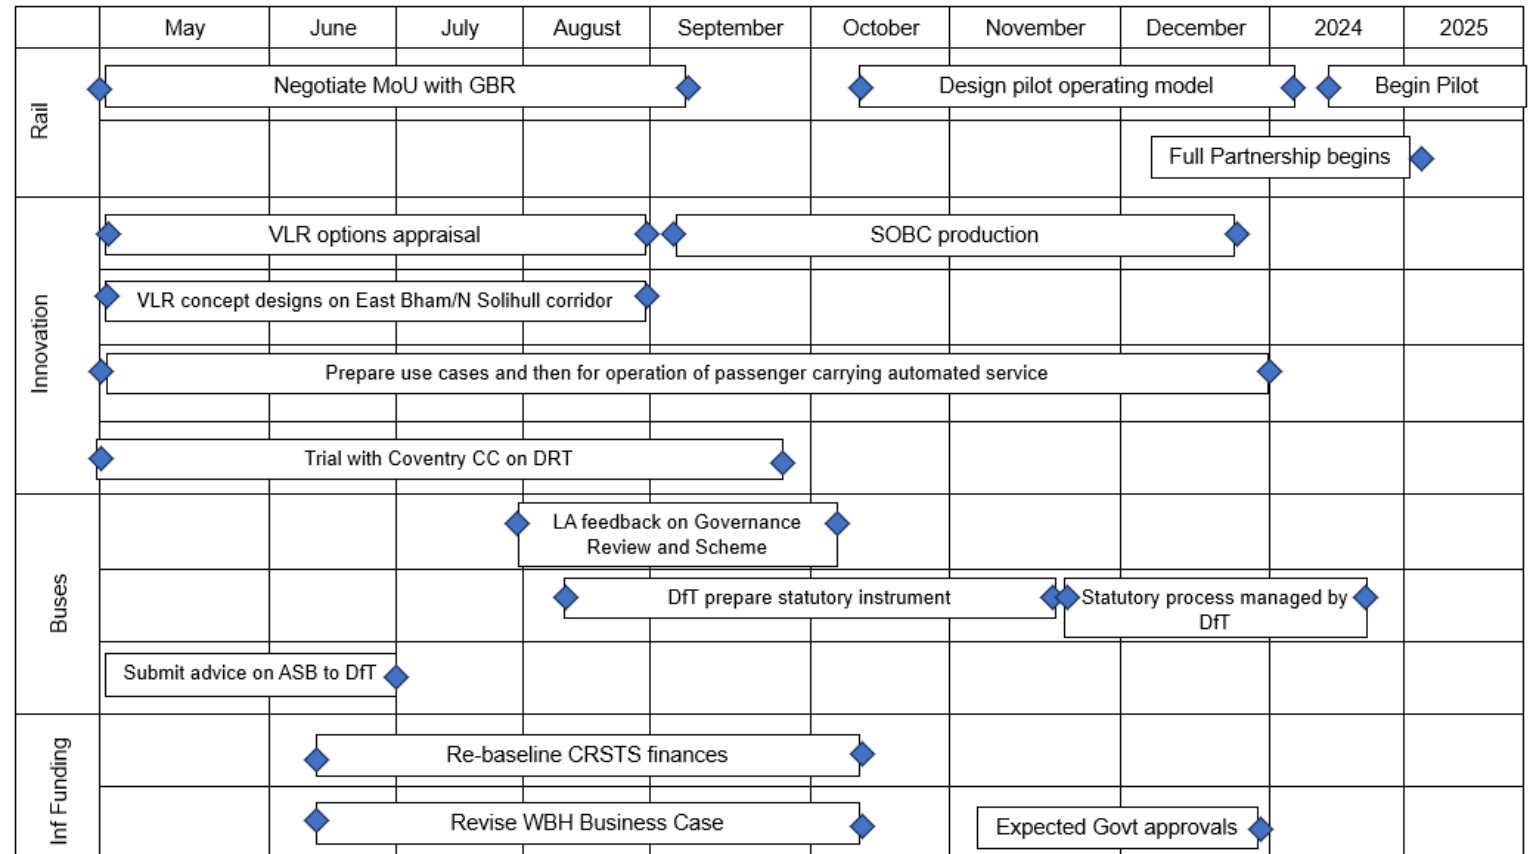 May June July August September October November December 2024 2025
Rail
Negotiate MoU with GBR
Design pilot operating model
Begin Pilot
Full Partnership begins
Innovation
VLR options appraisal
SOBC production
VLR concept designs on East Bham/N Solihull corridor
Prepare use cases and then for operation of passenger carrying automated service
Trial with Coventry CC on DRT
Buses
LA feedback on Governance
Review and Scheme
DfT prepare statutory instrument
Statutory process managed by
DfT
Submit advice on ASB to DfT
Inf Funding
Re-baseline CRSTS finances
Revise WBH Business Case
Expected Govt approvals